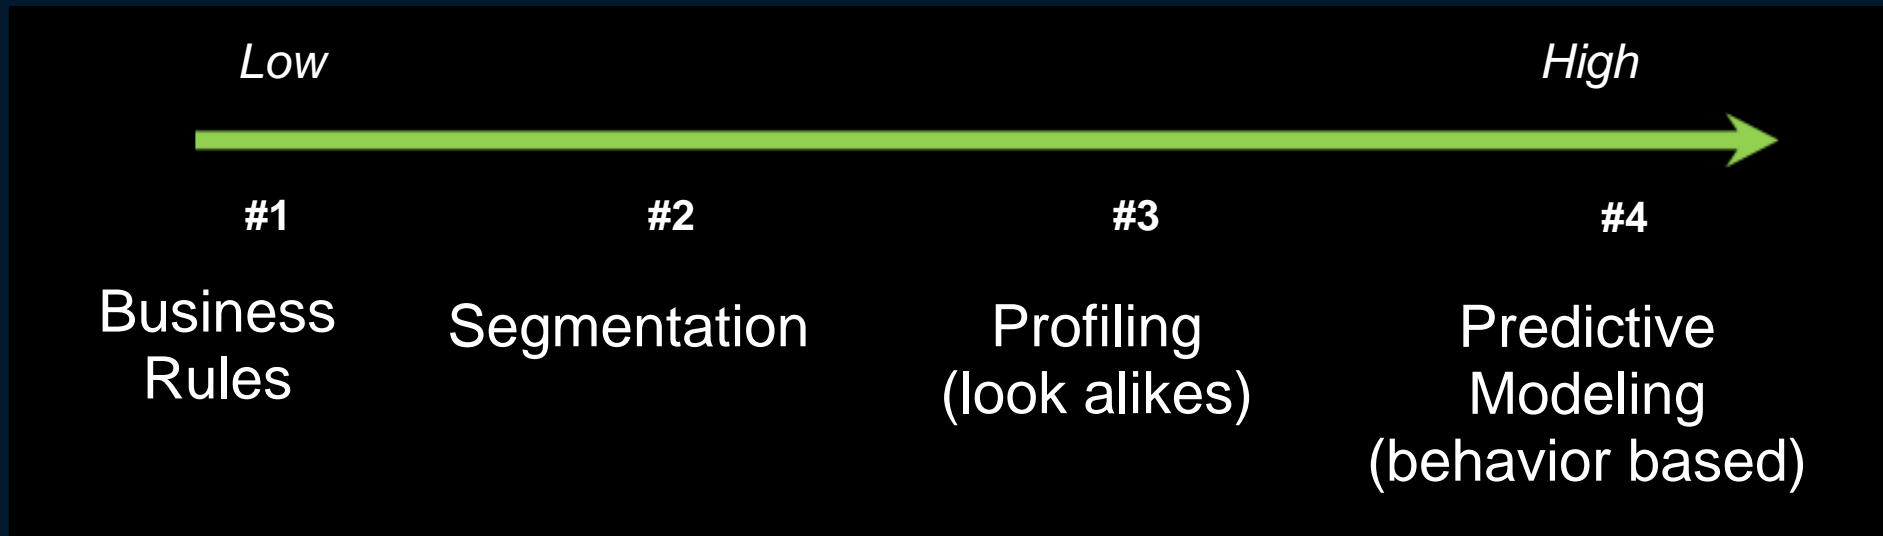 Low
High
#1
#2
#3
#4
Business
Rules
Segmentation
Profiling
(look alikes)
Predictive
Modeling
(behavior based)